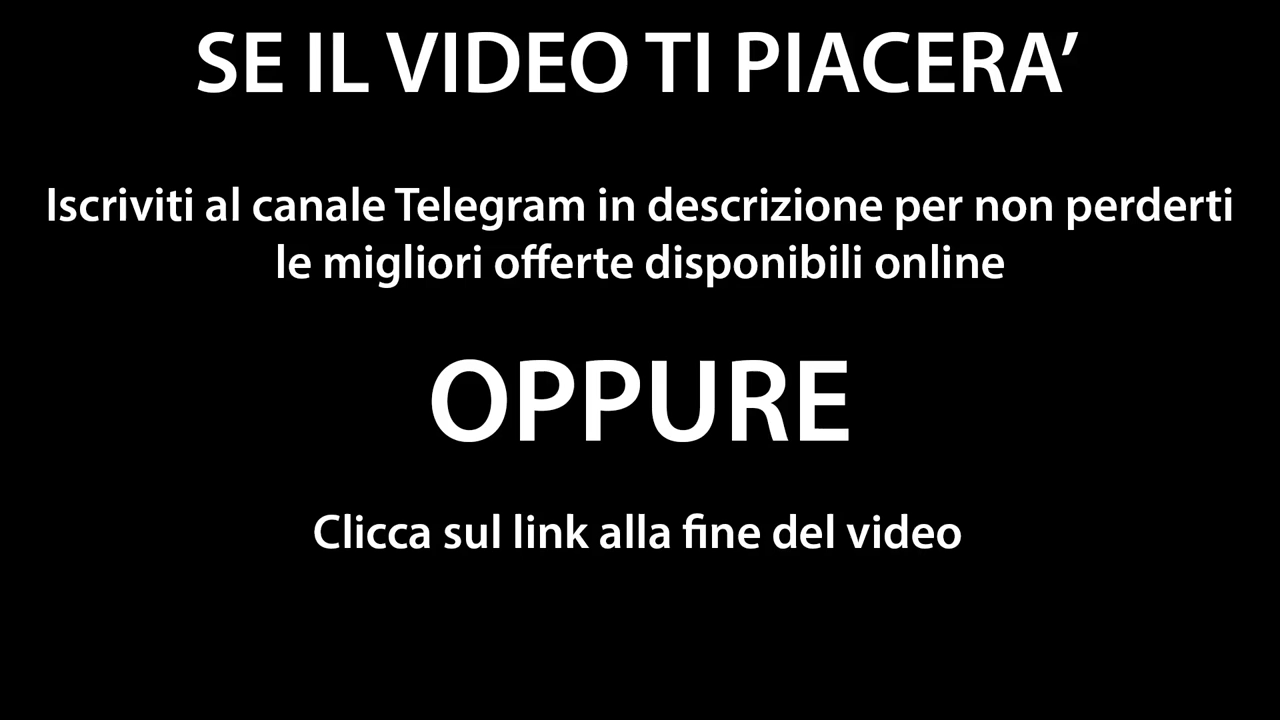 SE IL VIDEO TI PIACERA’
Iscriviti al canale Telegram in descrizione per non perderti
le migliori offerte disponibili online
OPPURE
Clicca sul link alla fine del video